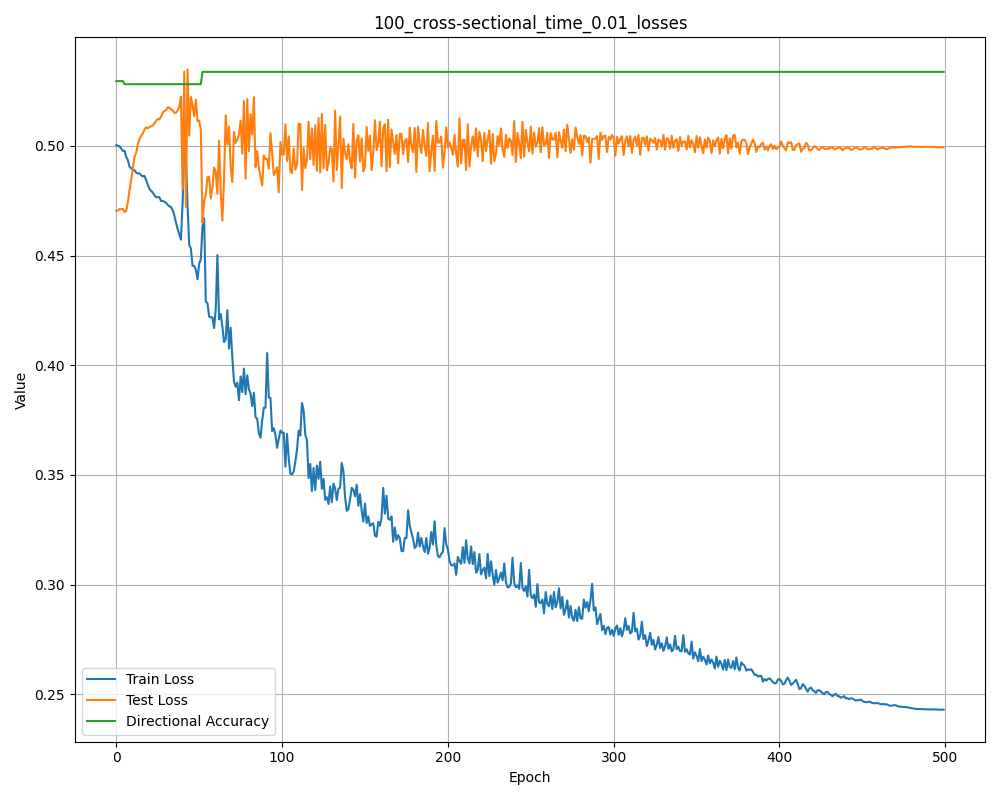 100_cross-sectional_time_0.01_losses
Value
0.50
0.45
0.40
0.35
0.30
0.25
Train Loss
Test Loss
Directional Accuracy
0 100 200 300 400 500
Epoch